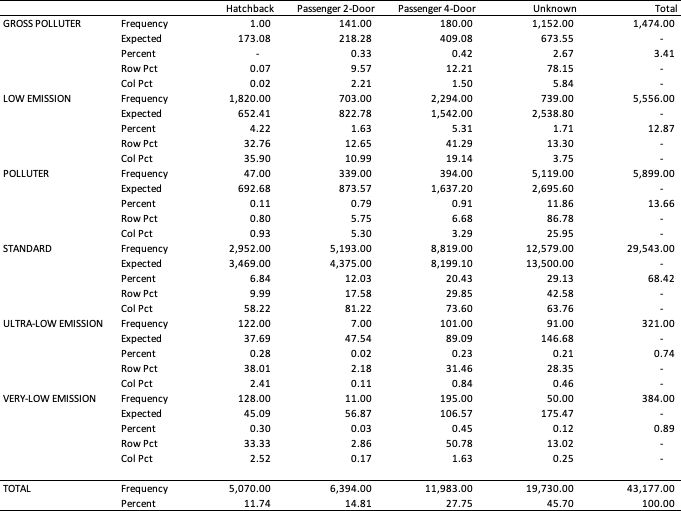 Hatchback Passenger 2-Door Passenger 4-Door Unknown Total
GROSS POLLUTER Frequency 1.00 141.00 180.00 1,152.00 1,474.00
Expected 173.08 218.28 409.08 673.55 -
Percent - 0.33 0.42 2.67 3.41
Row Pct 0.07 9.57 12.21 78.15 -
Col Pct 0.02 2.21 1.50 5.84 -
LOW EMISSION Frequency 1,820.00 703.00 2,294.00 739.00 5,556.00
Expected 652.41 822.78 1,542.00 2,538.80 -
Percent 4.22 1.63 5.31 1.71 12.87
Row Pct 32.76 12.65 41.29 13.30 -
Col Pct 35.90 10.99 19.14 3.75 -
POLLUTER Frequency 47.00 339.00 394.00 5,119.00 5,899.00
Expected 692.68 873.57 1,637.20 2,695.60 -
Percent 0.11 0.79 0.91 11.86 13.66
Row Pct 0.80 5.75 6.68 86.78 -
Col Pct 0.93 5.30 3.29 25.95 -
STANDARD Frequency 2,952.00 5,193.00 8,819.00 12,579.00 29,543.00
Expected 3,469.00 4,375.00 8,199.10 13,500.00 -
Percent 6.84 12.03 20.43 29.13 68.42
Row Pct 9.99 17.58 29.85 42.58 -
Col Pct 58.22 81.22 73.60 63.76 -
ULTRA-LOW EMISSION Frequency 122.00 7.00 101.00 91.00 321.00
Expected 37.69 47.54 89.09 146.68 -
Percent 0.28 0.02 0.23 0.21 0.74
Row Pct 38.01 2.18 31.46 28.35 -
Col Pct 2.41 0.11 0.84 0.46 -
VERY-LOW EMISSION Frequency 128.00 11.00 195.00 50.00 384.00
Expected 45.09 56.87 106.57 175.47 -
Percent 0.30 0.03 0.45 0.12 0.89
Row Pct 33.33 2.86 50.78 13.02 -
Col Pct 2.52 0.17 1.63 0.25 -
TOTAL Frequency 5,070.00 6,394.00 11,983.00 19,730.00 43,177.00
Percent 11.74 14.81 27.75 45.70 100.00